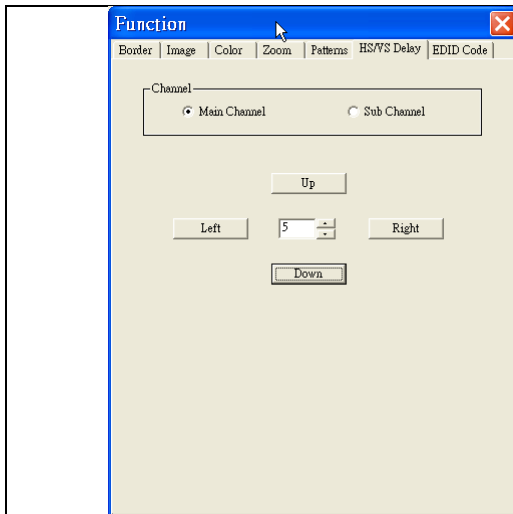 Function
Border Image Color Zoom Patterns HS/VS Delay EDID Code
Channel
Main Channel Sub Channel
Up
Left 5 Right
Down